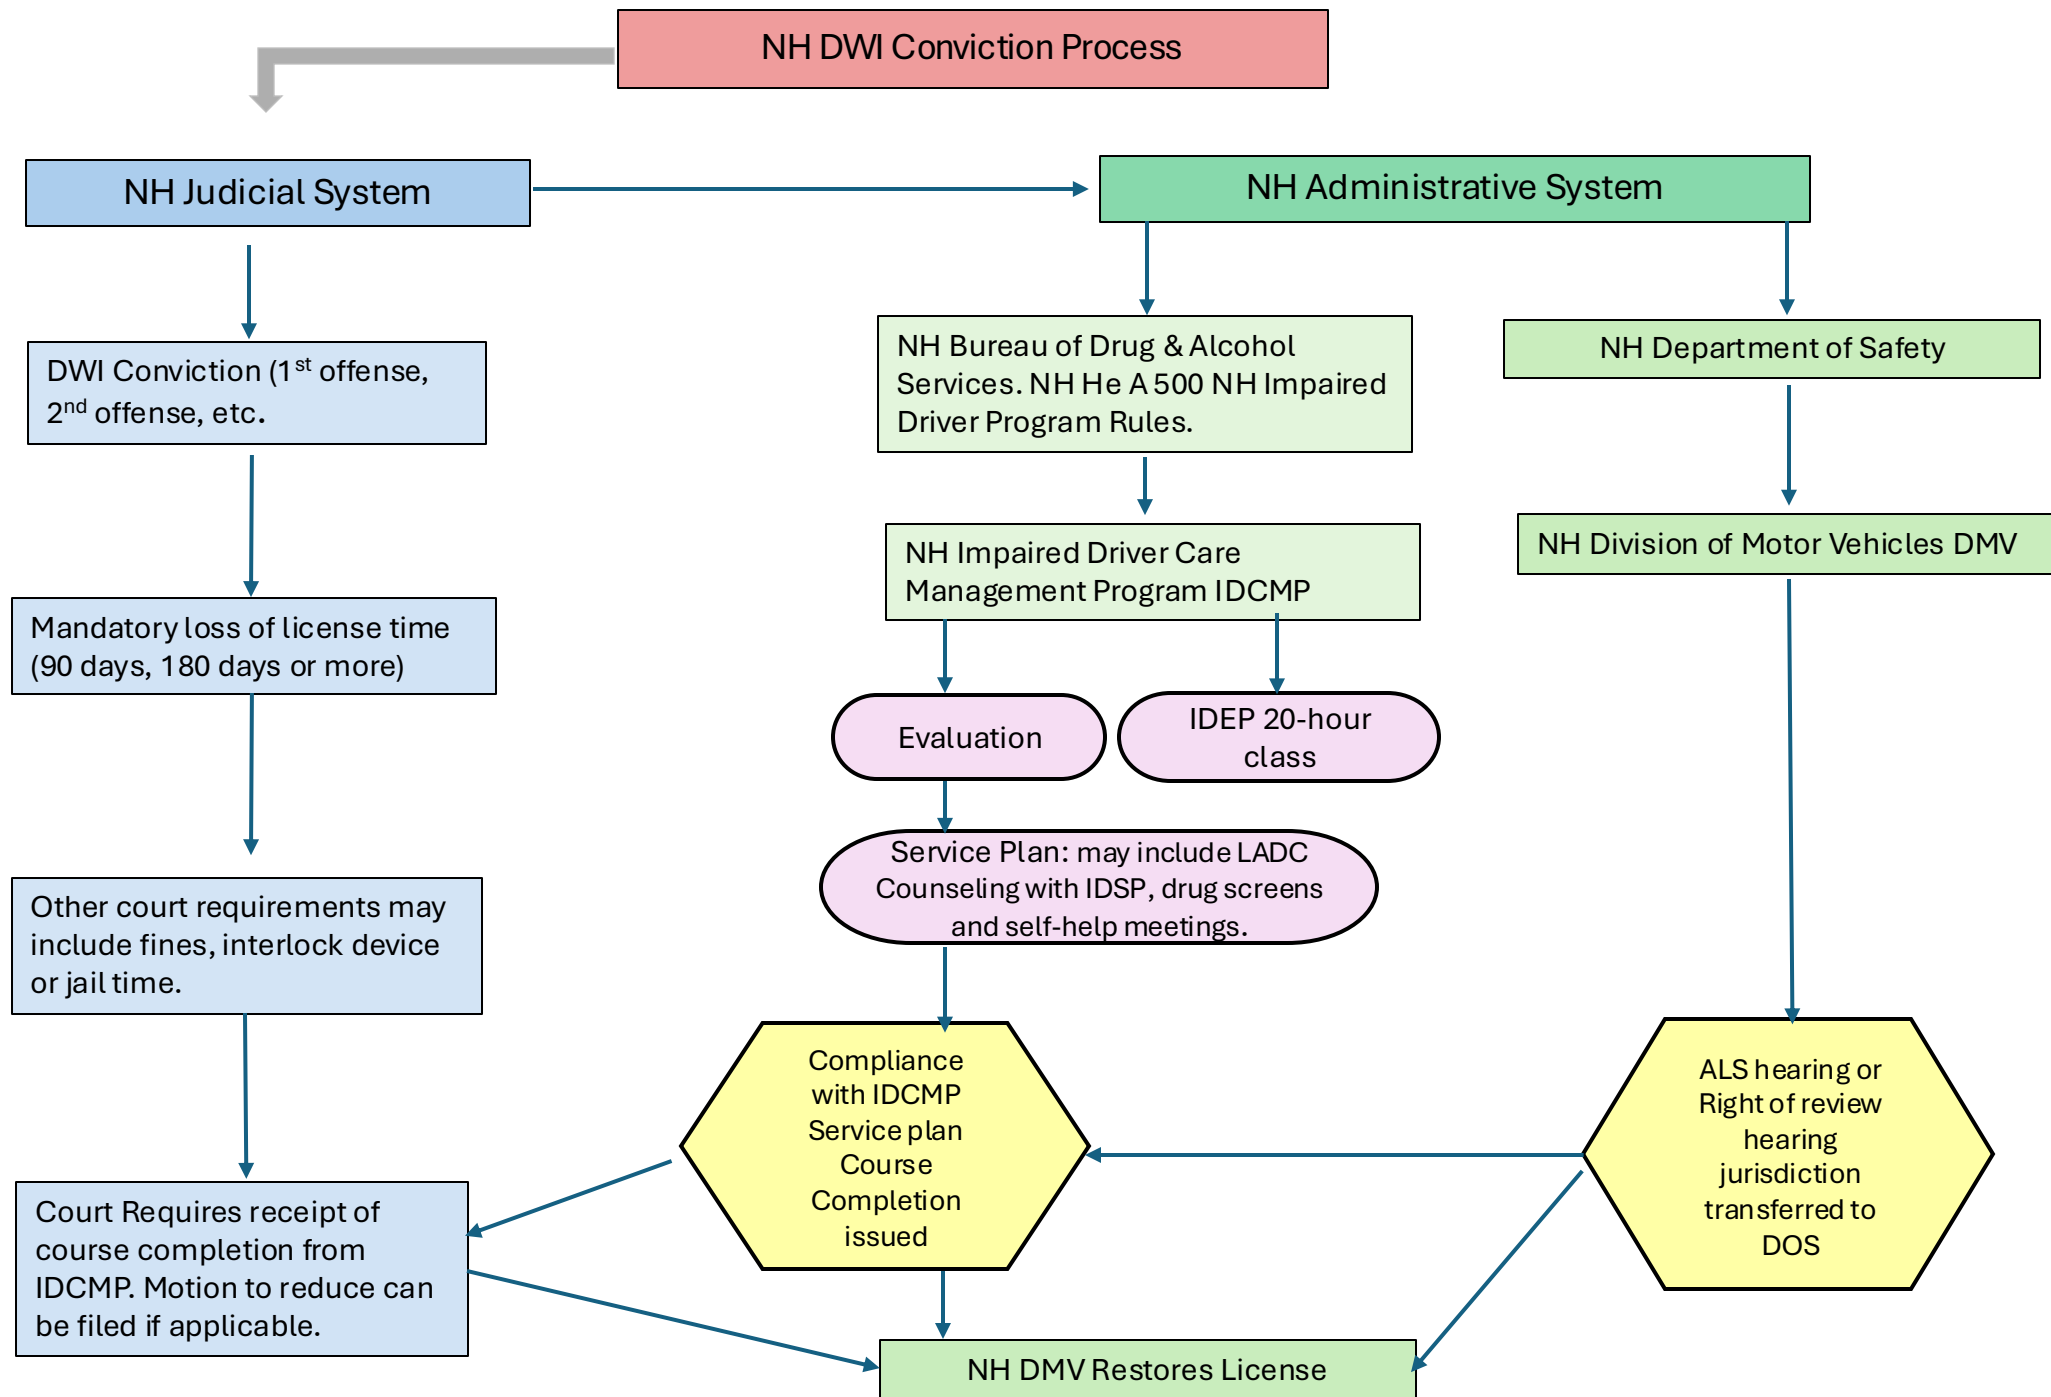 NH DWI Conviction Process
NH Judicial System
NH Administrative System
DWI Conviction (1st offense,
2nd offense, etc.
Mandatory loss of license time
(90 days, 180 days or more)
Other court requirements may
include fines, interlock device
or jail time.
Court Requires receipt of
course completion from
IDCMP. Motion to reduce can
be filed if applicable.
NH Bureau of Drug & Alcohol
Services. NH He A 500 NH Impaired
Driver Program Rules.
NH Impaired Driver Care
Management Program IDCMP
Evaluation
IDEP 20-hour
class
Service Plan: may include LADC
Counseling with IDSP, drug screens
and self-help meetings.
Compliance
with IDCMP
Service plan
Course
Completion
issued
NH Department of Safety
NH Division of Motor Vehicles DMV
ALS hearing or
Right of review
hearing
jurisdiction
transferred to
DOS
NH DMV Restores License